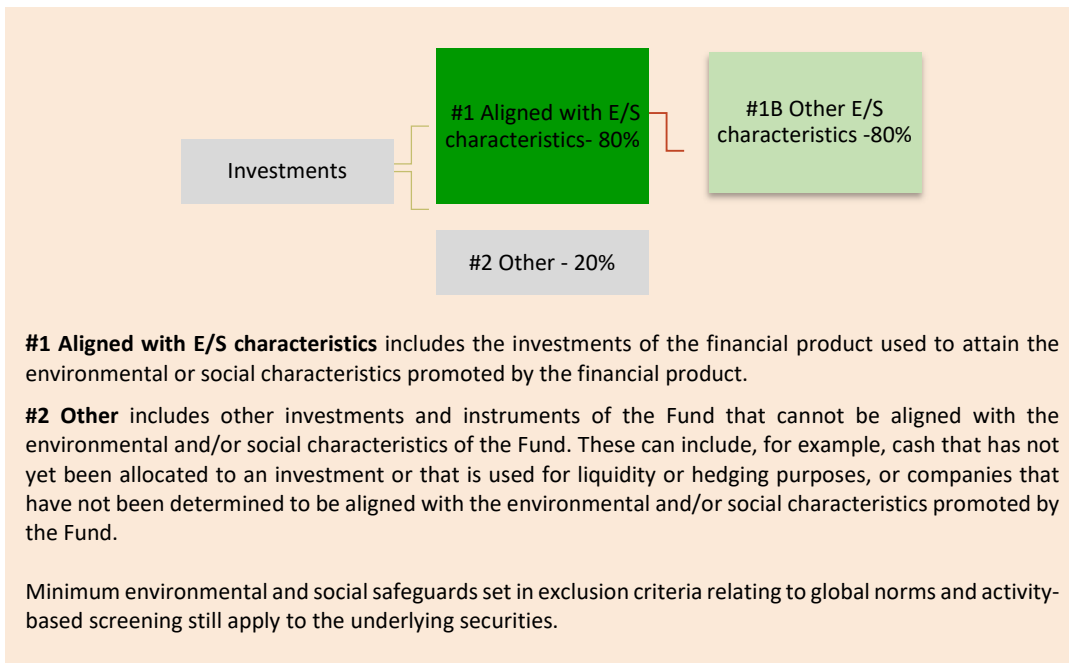 #1 Aligned with E/S
characteristics- 80%
#1B Other E/S
characteristics -80%
Investments
#2 Other - 20%
#1 Aligned with E/S characteristics includes the investments of the financial product used to attain the
environmental or social characteristics promoted by the financial product.
#2 Other includes other investments and instruments of the Fund that cannot be aligned with the
environmental and/or social characteristics of the Fund. These can include, for example, cash that has not
yet been allocated to an investment or that is used for liquidity or hedging purposes, or companies that
have not been determined to be aligned with the environmental and/or social characteristics promoted by
the Fund.
Minimum environmental and social safeguards set in exclusion criteria relating to global norms and activity-
based screening still apply to the underlying securities.